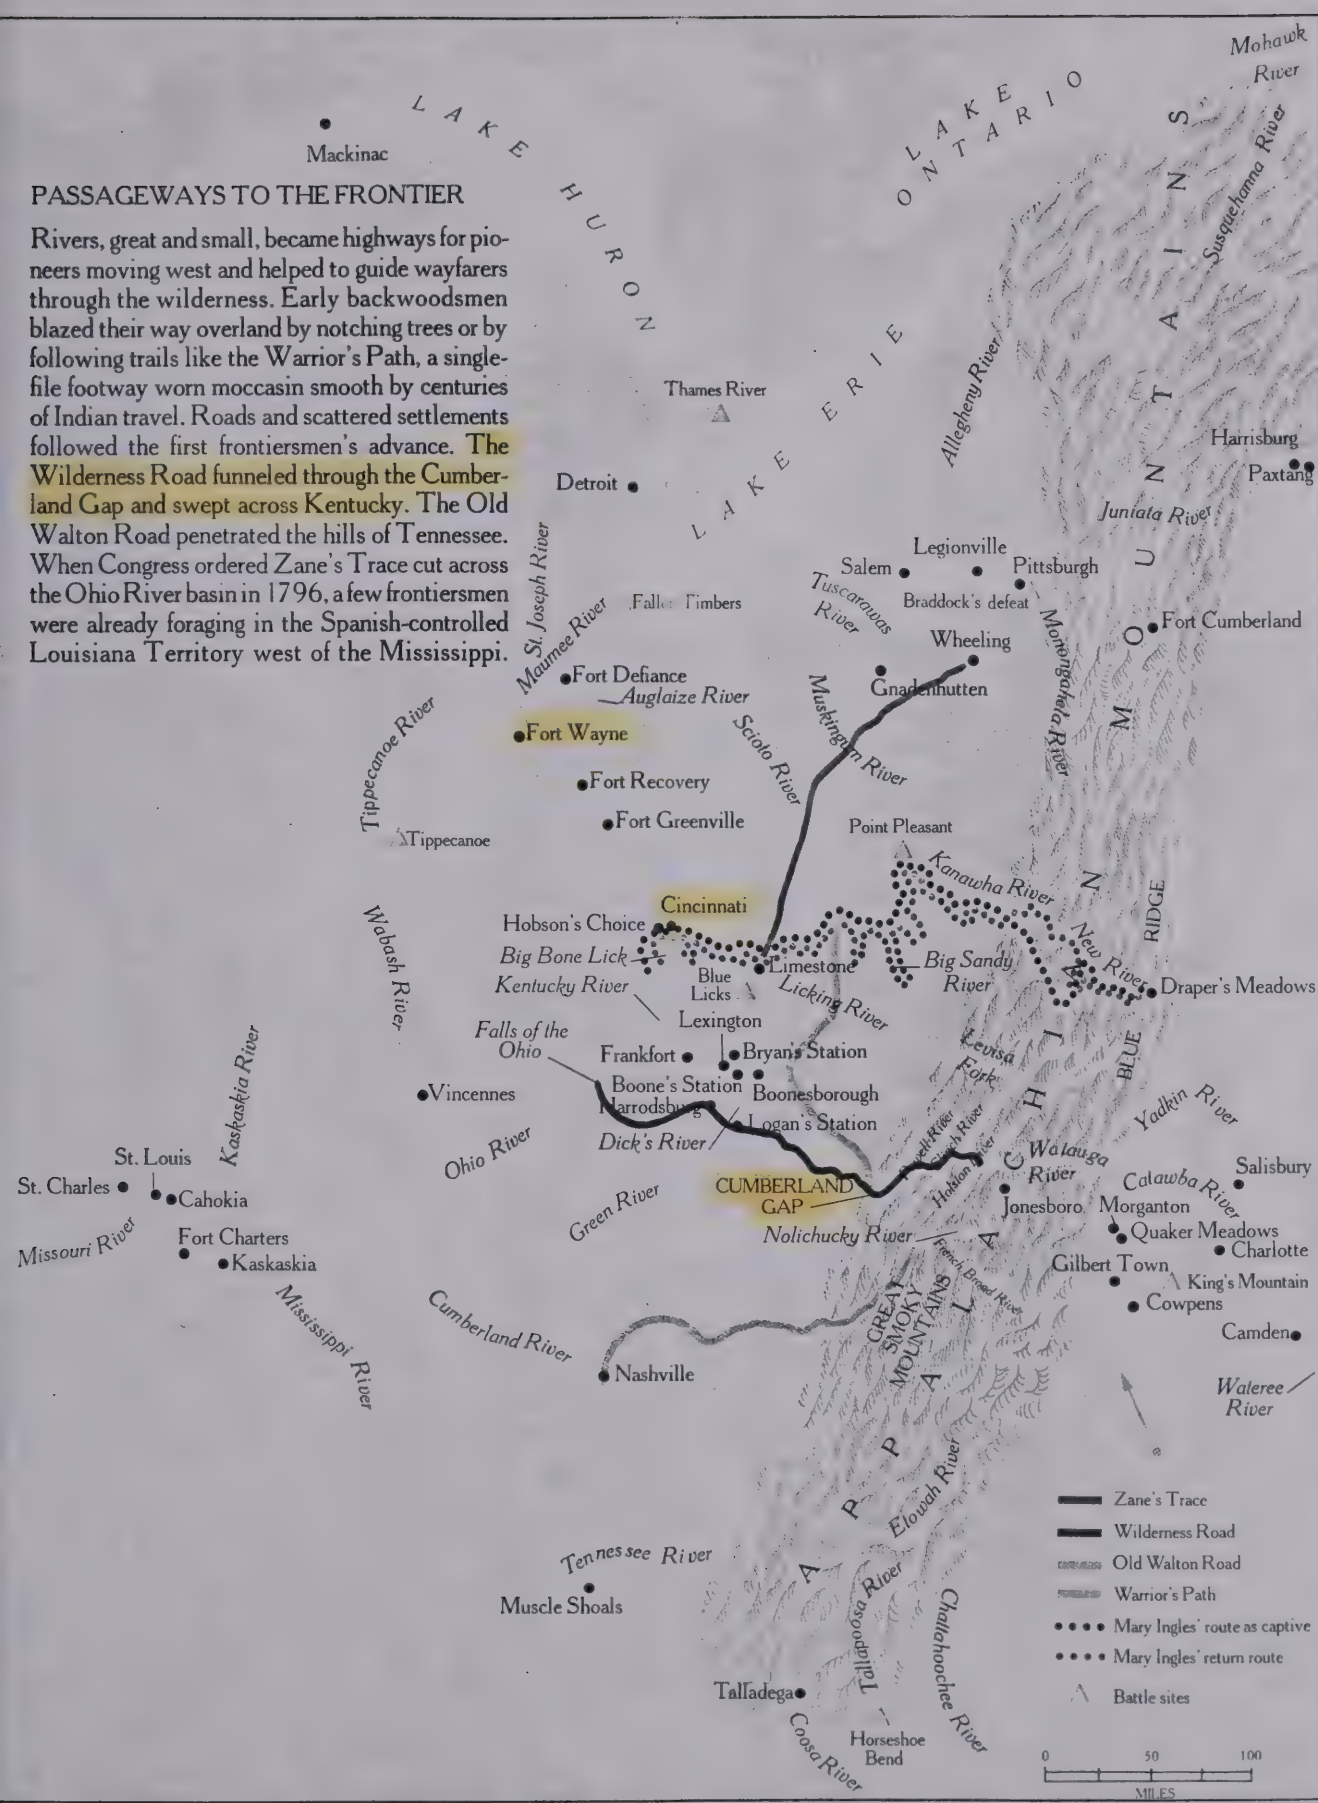 Mohawk
River
LAKE HURON
LAKE
ONTARIO
Mackinac
PASSAGEWAYS TO THE FRONTIER
Rivers, great and small, became highways for pio-
neers moving west and helped to guide wayfarers
through the wilderness. Early backwoodsmen
blazed their way overland by notching trees or by
following trails like the Warrior's Path, a single-
file footway worn moccasin smooth by centuries
of Indian travel. Roads and scattered settlements
followed the first frontiersmen's advance. The
Wilderness Road funneled through the Cumber-
land Gap and swept across Kentucky. The Old
Walton Road penetrated the hills of Tennessee.
When Congress ordered Zane's Trace cut across
the Ohio River basin in 1796, a few frontiersmen
were already foraging in the Spanish-controlled
Louisiana Territory west of the Mississippi.
Susquehanna River
Thames River
LAKE ERIE
Allegheny River
Harrisburg
Paxtang
Detroit
Juniata River
St. Joseph River
Legionville
Salem
Pittsburgh
Tuscarawas
River
Braddock's defeat
Fallen Timbers
Maumee River
Monongahela River
Fort Cumberland
Wheeling
Fort Defiance
Auglaize River
Gnadenhutten
Muskingum River
Scioto River
Tippecanoe River
Fort Wayne
Fort Recovery
Fort Greenville
Tippecanoe
Point Pleasant
Kanawha River
BLUE RIDGE
Cincinnati
Hobson's Choice
Wabash River
Big Bone Lick
Kentucky River
Blue
Licks
Limestone
Licking River
Big Sandy
River
New River
Draper's Meadows
Lexington
Falls of the
Ohio
Frankfort
Bryan's Station
Levisa
Fork
Kaskaskia River
Boone's Station
Boonesborough
Vincennes
Harrodsburg
Logan's Station
Dick's River
Ohio River
Powell River
Clinch River
Holston River
Yadkin River
Watauga
River
St. Louis
St. Charles
Cahokia
CUMBERLAND
GAP
Catawba River
Salisbury
Jonesboro
Morganton
Green River
Missouri River
Fort Charters
Kaskaskia
Nolichucky River
Quaker Meadows
Charlotte
French Broad River
Gilbert Town
King's Mountain
Cowpens
Mississippi River
Cumberland River
GREAT
SMOKY
MOUNTAINS
Camden
Nashville
Wateree
River
APPALACHIAN MOUNTAINS
Etowah River
Tennessee River
Muscle Shoals
Tallapoosa River
Chattahoochee River
Talladega
Coosa River
Horseshoe
Bend
Zane's Trace
Wilderness Road
Old Walton Road
Warrior's Path
Mary Ingles' route as captive
Mary Ingles' return route
Battle sites
0 50 100
MILES